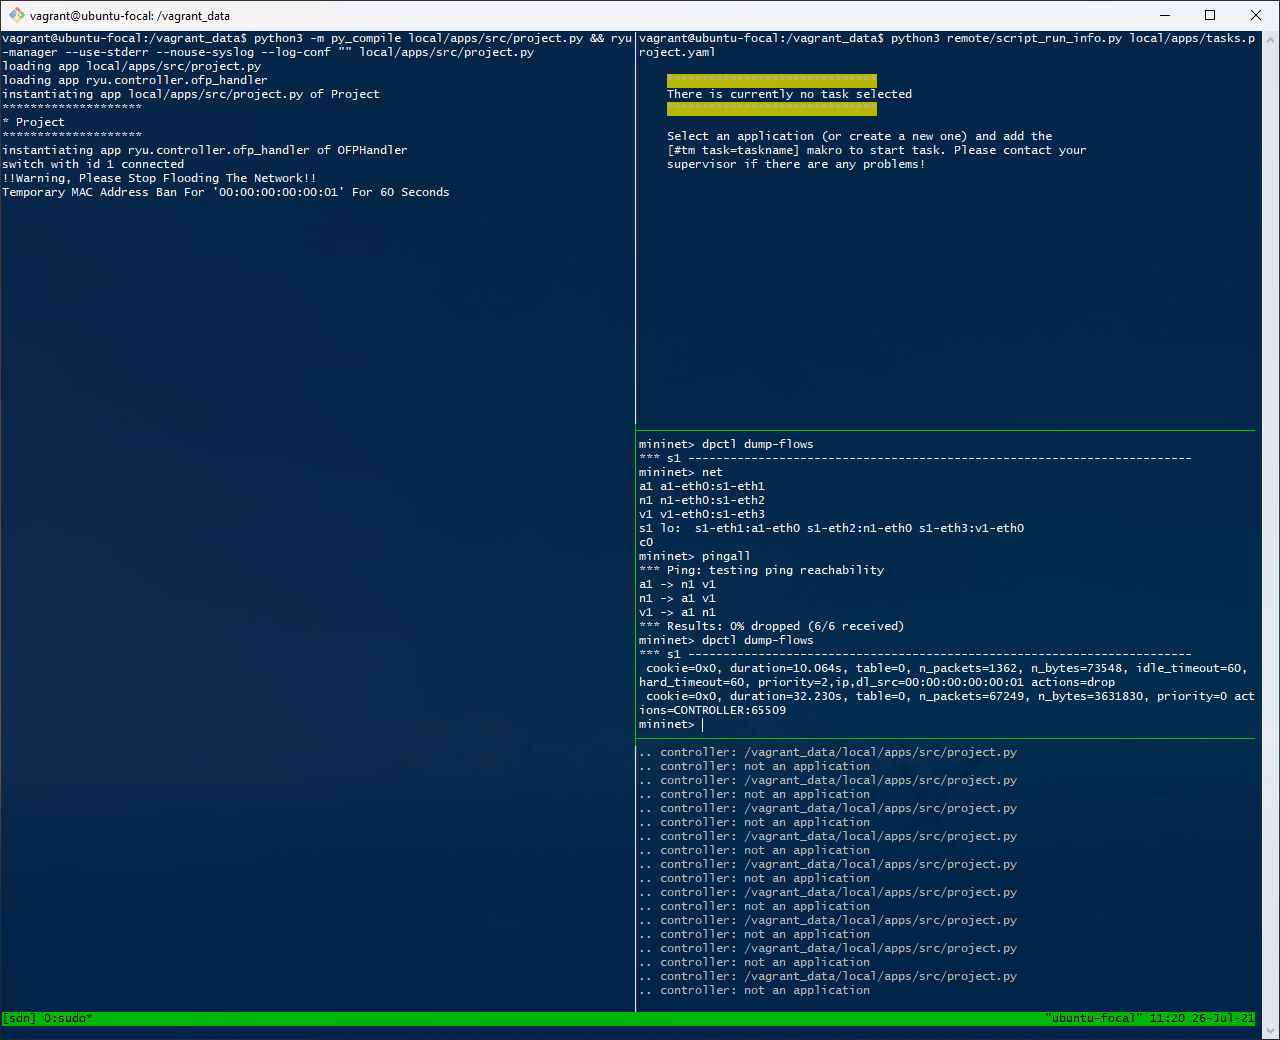 vagrant@ubuntu-focal: /vagrant_data
vagrant@ubuntu-focal:/vagrant_data$ python3 -m py_compile local/apps/src/project.py && ryu
-manager --use-stderr --nouse-syslog --log-conf "" local/apps/src/project.py
loading app local/apps/src/project.py
loading app ryu.controller.ofp_handler
instantiating app local/apps/src/project.py of Project
********************
* Project
********************
instantiating app ryu.controller.ofp_handler of OFPHandler
switch with id 1 connected
!!Warning, Please Stop Flooding The Network!!
Temporary MAC Address Ban For '00:00:00:00:00:01' For 60 Seconds
vagrant@ubuntu-focal:/vagrant_data$ python3 remote/script_run_info.py local/apps/tasks.p
roject.yaml
******************************
There is currently no task selected
******************************
Select an application (or create a new one) and add the
[#tm task=taskname] makro to start task. Please contact your
supervisor if there are any problems!
mininet> dpctl dump-flows
*** s1 ------------------------------------------------------------------------
mininet> net
a1 a1-eth0:s1-eth1
n1 n1-eth0:s1-eth2
v1 v1-eth0:s1-eth3
s1 lo:  s1-eth1:a1-eth0 s1-eth2:n1-eth0 s1-eth3:v1-eth0
c0
mininet> pingall
*** Ping: testing ping reachability
a1 -> n1 v1
n1 -> a1 v1
v1 -> a1 n1
*** Results: 0% dropped (6/6 received)
mininet> dpctl dump-flows
*** s1 ------------------------------------------------------------------------
cookie=0x0, duration=10.064s, table=0, n_packets=1362, n_bytes=73548, idle_timeout=60,
hard_timeout=60, priority=2,ip,dl_src=00:00:00:00:00:01 actions=drop
cookie=0x0, duration=32.230s, table=0, n_packets=67249, n_bytes=3631830, priority=0 act
ions=CONTROLLER:65509
mininet>
.. controller: /vagrant_data/local/apps/src/project.py
.. controller: not an application
.. controller: /vagrant_data/local/apps/src/project.py
.. controller: not an application
.. controller: /vagrant_data/local/apps/src/project.py
.. controller: not an application
.. controller: /vagrant_data/local/apps/src/project.py
.. controller: not an application
.. controller: /vagrant_data/local/apps/src/project.py
.. controller: not an application
.. controller: /vagrant_data/local/apps/src/project.py
.. controller: not an application
.. controller: /vagrant_data/local/apps/src/project.py
.. controller: not an application
.. controller: /vagrant_data/local/apps/src/project.py
.. controller: not an application
.. controller: /vagrant_data/local/apps/src/project.py
.. controller: not an application
[sdn] 0:sudo* "ubuntu-focal" 11:20 26-Jul-21